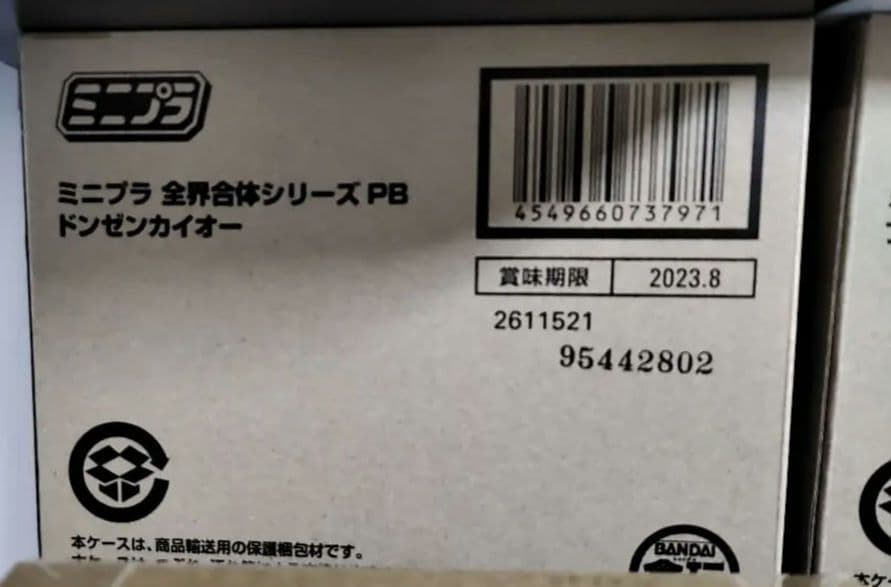 ミニプラ
ミニプラ 全界合体シリーズ PB
ドンゼンカイオー
4549660737971
賞味期限 2023.8
2611521
95442802
本ケースは、商品輸送用の保護梱包材です。
BANDAI